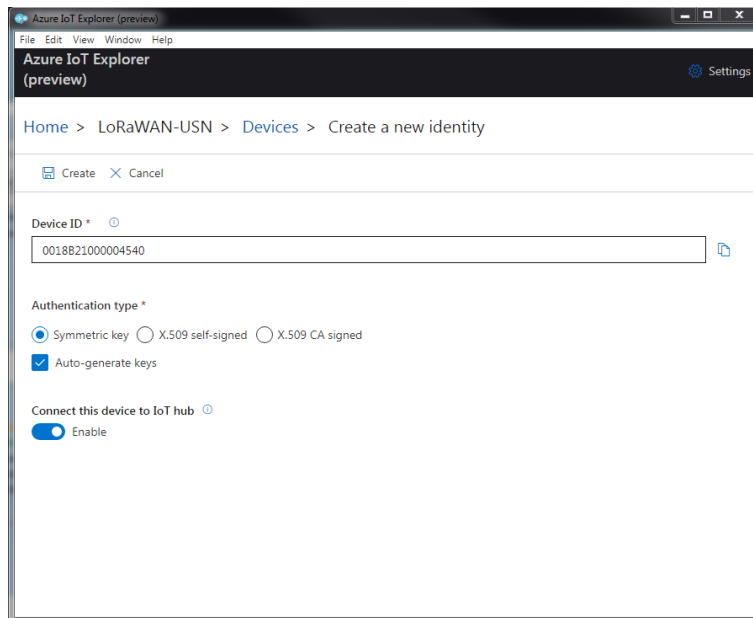 Azure IoT Explorer (preview)
File Edit View Window Help
Azure IoT Explorer
(preview)
Settings
Home > LoRaWAN-USN > Devices > Create a new identity
Create Cancel
Device ID *
0018B21000004540
Authentication type *
Symmetric key X.509 self-signed X.509 CA signed
Auto-generate keys
Connect this device to IoT hub
Enable